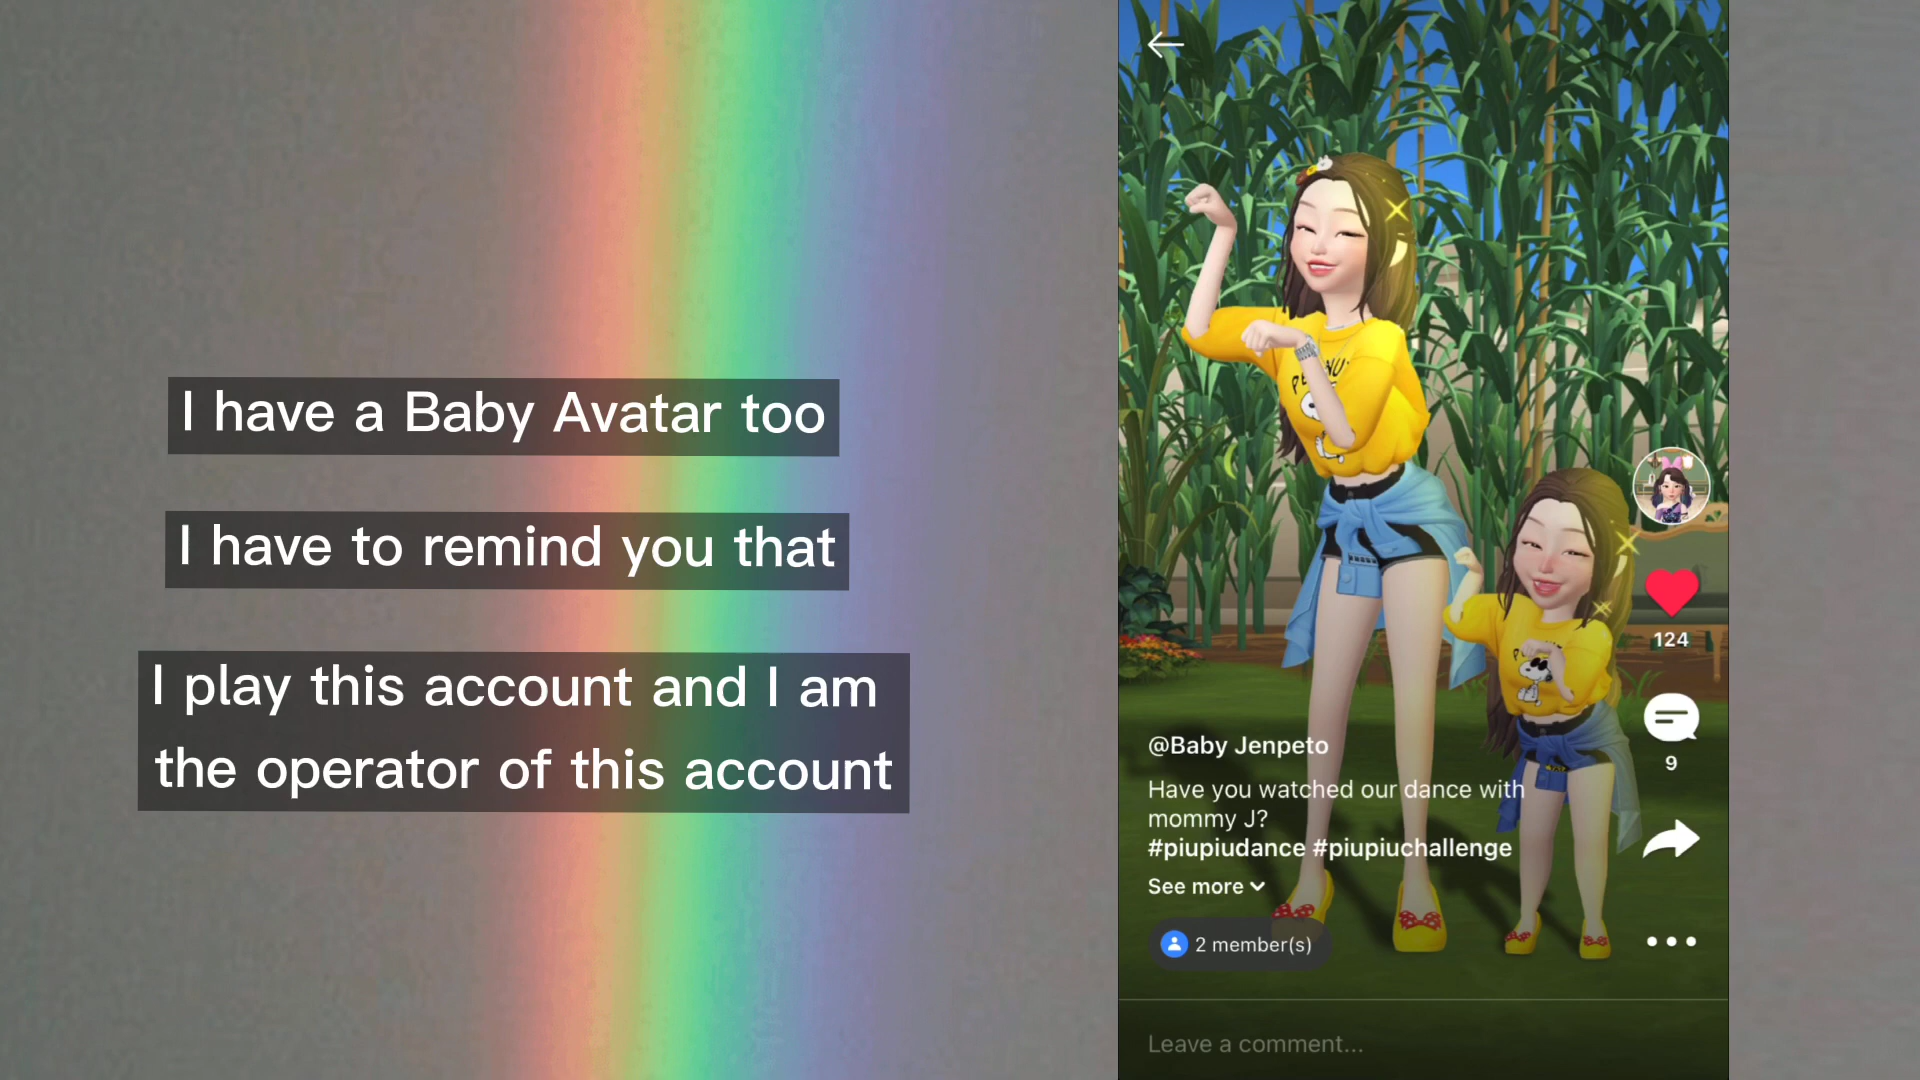 I have a Baby Avatar too
I have to remind you that
I play this account and I am
the operator of this account
@Baby Jenpeto
Have you watched our dance with
mommy J?
#piupiudance #piupiuchallenge
See more
2 member(s)
Leave a comment...
124
9